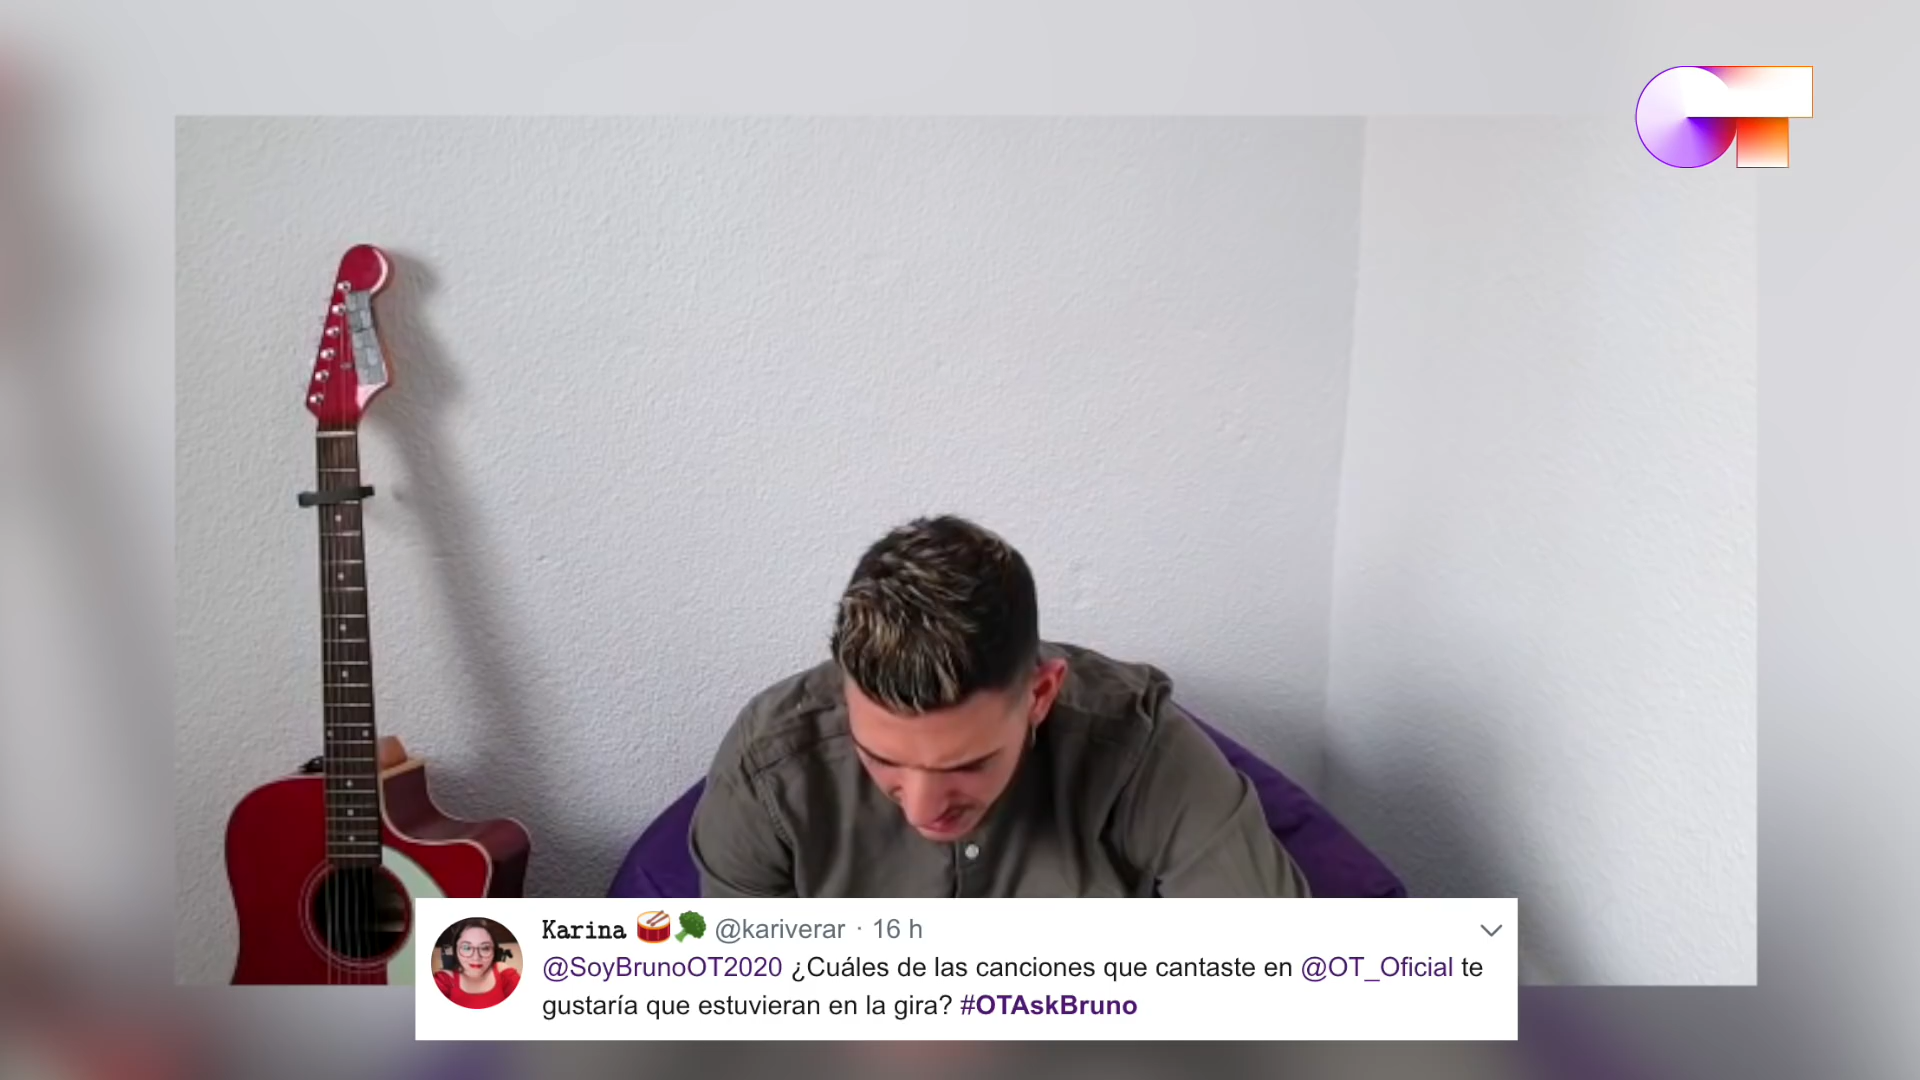 OT
Karina 🥁🥦 @kariverar · 16 h
@SoyBrunoOT2020 ¿Cuáles de las canciones que cantaste en @OT_Oficial te
gustaría que estuvieran en la gira? #OTAskBruno